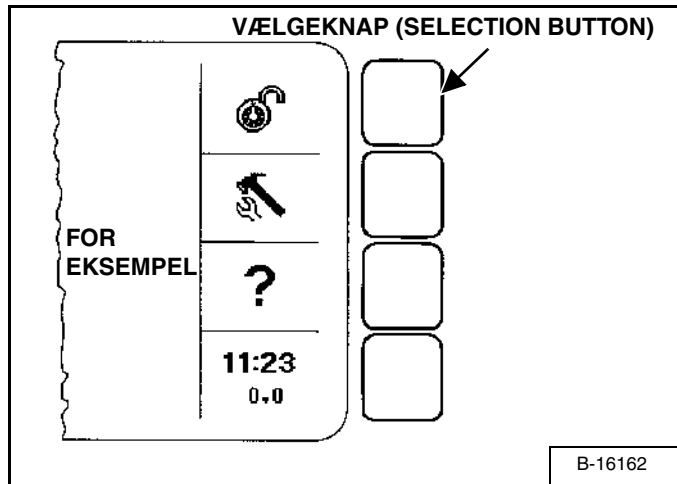 VÆLGEKNAP (SELECTION BUTTON)
FOR
EKSEMPEL
?
11:23
0.0
B-16162